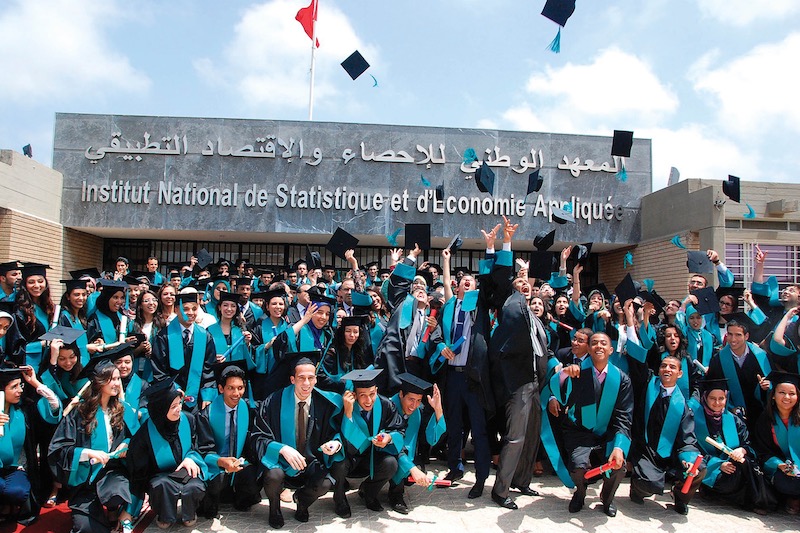 المعهد الوطني للإحصاء والإقتصاد التطبيقي
Institut National de Statistique et d'Economie Appliquée